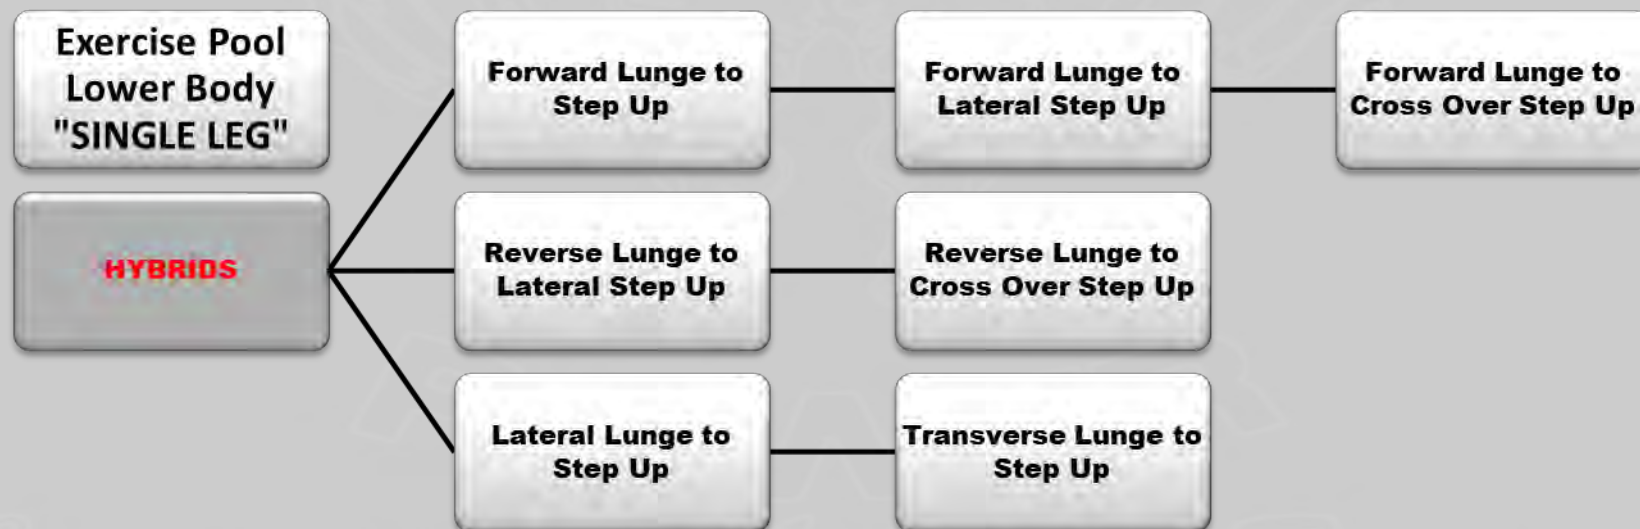 Exercise Pool
Lower Body
"SINGLE LEG"
Forward Lunge to
Step Up
Forward Lunge to
Lateral Step Up
Forward Lunge to
Cross Over Step Up
HYBRIDS
Reverse Lunge to
Lateral Step Up
Reverse Lunge to
Cross Over Step Up
Lateral Lunge to
Step Up
Transverse Lunge to
Step Up